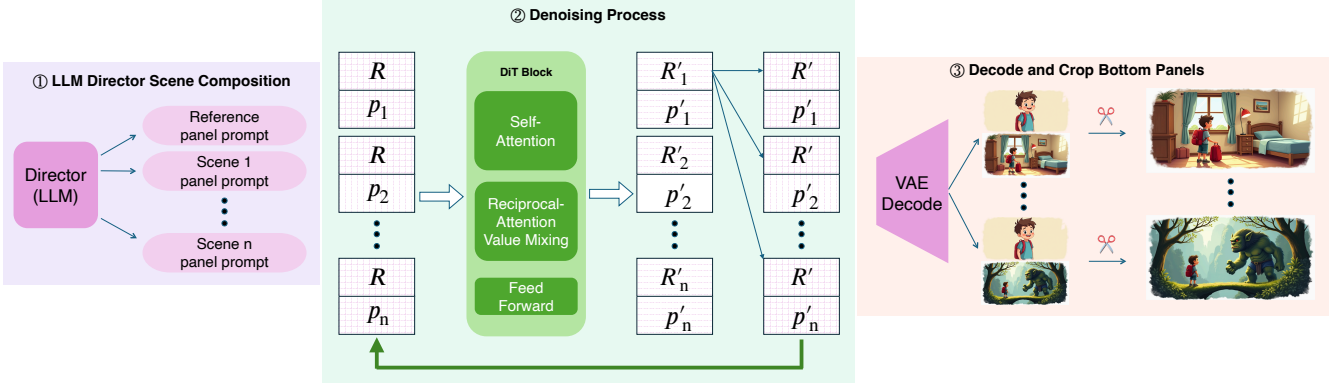 ① LLM Director Scene Composition
Director
(LLM)
Reference
panel prompt
Scene 1
panel prompt
Scene n
panel prompt
② Denoising Process
R
p1
R
p2
R
pn
DiT Block
Self-
Attention
Reciprocal-
Attention
Value Mixing
Feed
Forward
R′1
p′1
R′2
p′2
R′n
p′n
R′
p′1
R′
p′2
R′
p′n
③ Decode and Crop Bottom Panels
VAE
Decode